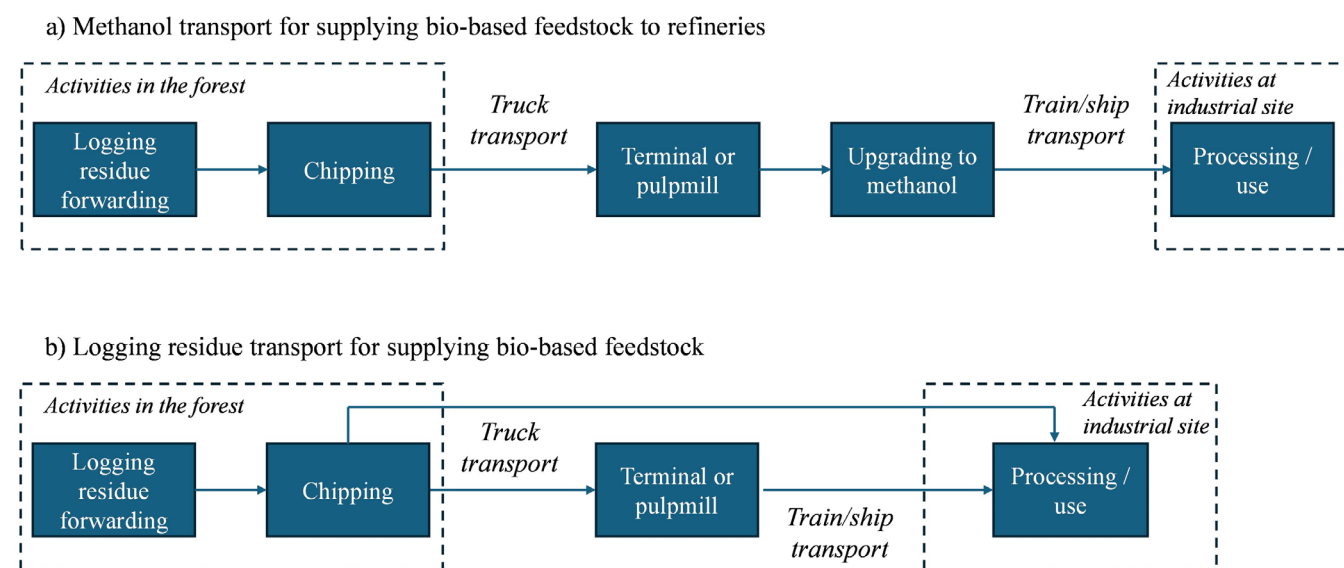 a) Methanol transport for supplying bio-based feedstock to refineries
Activities in the forest
Logging
residue
forwarding
Chipping
Truck
transport
Terminal or
pulpmill
Upgrading to
methanol
Train/ship
transport
Activities at
industrial site
Processing /
use
b) Logging residue transport for supplying bio-based feedstock
Activities in the forest
Logging
residue
forwarding
Chipping
Truck
transport
Terminal or
pulpmill
Train/ship
transport
Activities at
industrial site
Processing /
use